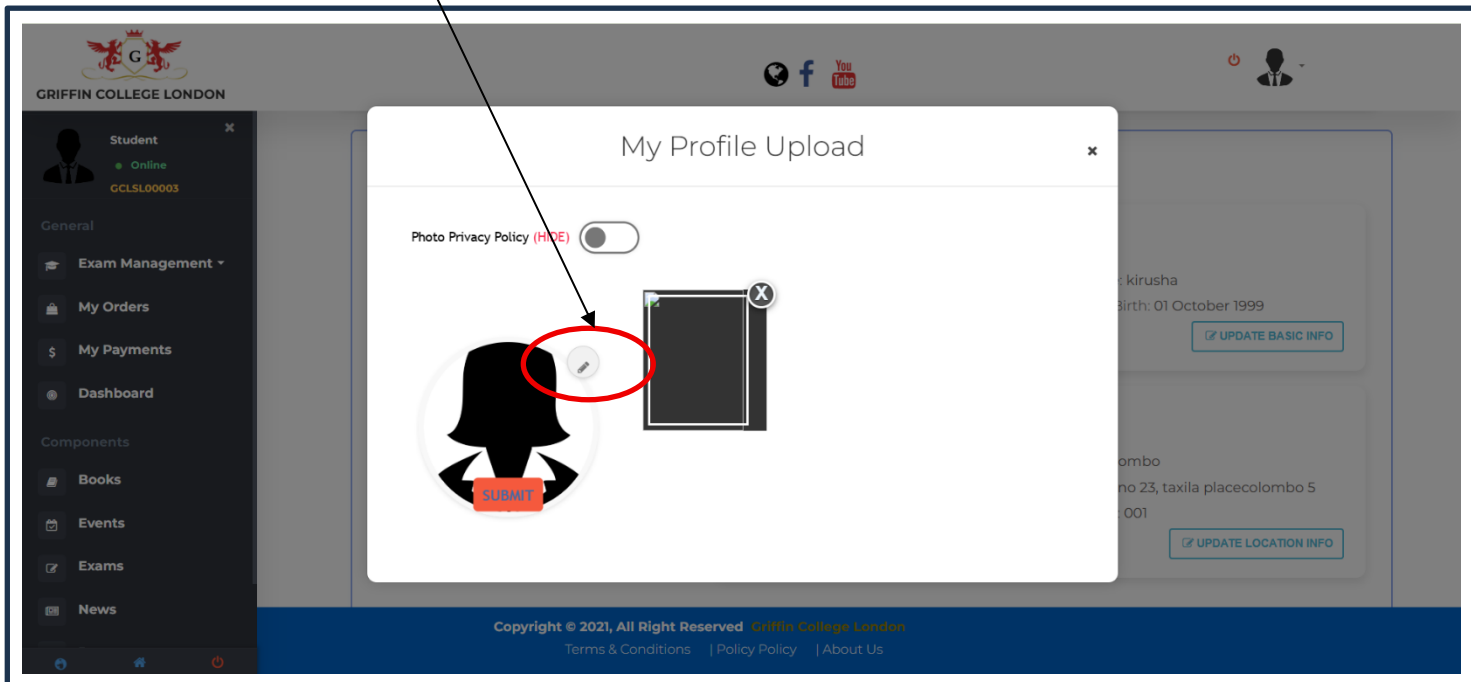 G
GRIFFIN COLLEGE LONDON
You
Tube
Student
Online
GCLSL00003
General
Exam Management
My Orders
$ My Payments
Dashboard
Components
Books
Events
Exams
News
My Profile Upload
x
Photo Privacy Policy (HIDE)
X
SUBMIT
: kirusha
Birth: 01 October 1999
UPDATE BASIC INFO
ombo
no 23, taxila placecolombo 5
: 001
UPDATE LOCATION INFO
Copyright © 2021, All Right Reserved Griffin College London
Terms & Conditions | Policy Policy | About Us